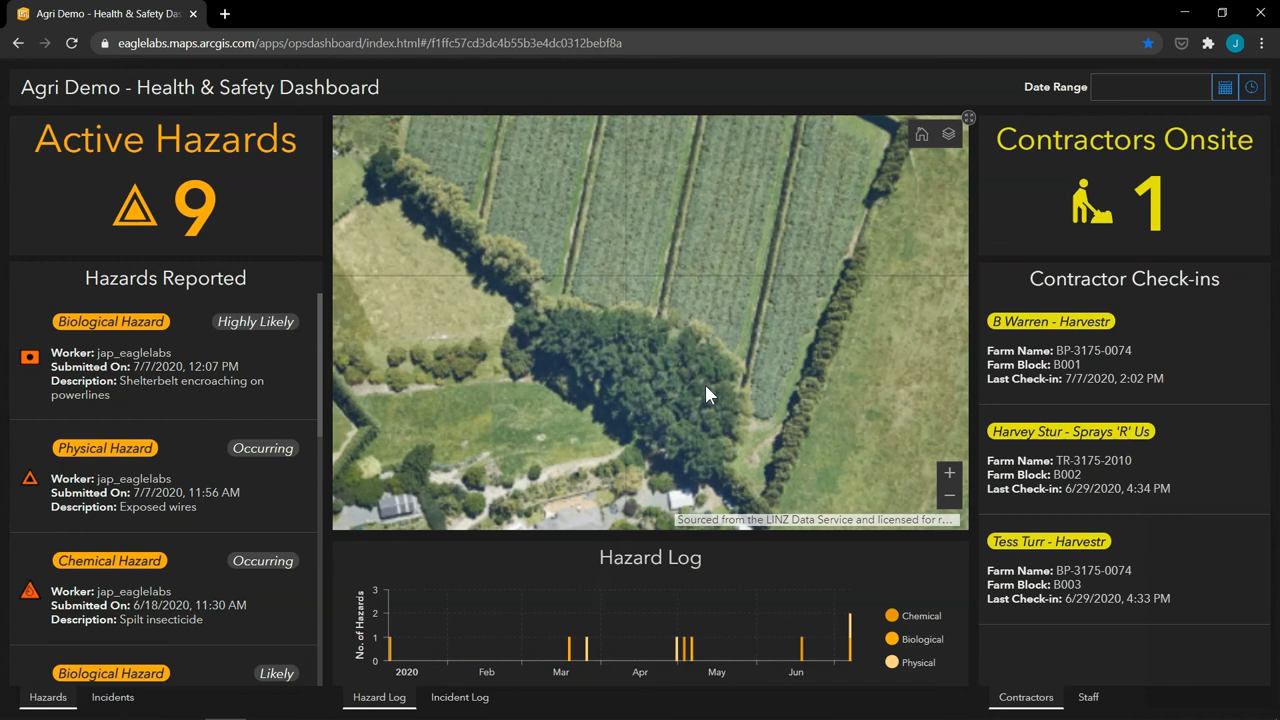 Agri Demo - Health & Safety Das
eaglelabs.maps.arcgis.com/apps/opsdashboard/index.html#/f1ffc57cd3dc4b55b3e4dc0312bebf8a
J
Agri Demo - Health & Safety Dashboard
Date Range
Active Hazards
9
Hazards Reported
Biological Hazard
Highly Likely
Worker: jap_eaglelabs
Submitted On: 7/7/2020, 12:07 PM
Description: Shelterbelt encroaching on
powerlines
Physical Hazard
Occurring
Worker: jap_eaglelabs
Submitted On: 7/7/2020, 11:56 AM
Description: Exposed wires
Chemical Hazard
Occurring
Worker: jap_eaglelabs
Submitted On: 6/18/2020, 11:30 AM
Description: Spilt insecticide
Biological Hazard
Likely
Hazards
Incidents
Sourced from the LINZ Data Service and licensed for r...
Hazard Log
No. of Hazards
3
2
1
0
2020
Feb
Mar
Apr
May
Jun
Chemical
Biological
Physical
Hazard Log
Incident Log
Contractors Onsite
1
Contractor Check-ins
B Warren - Harvestr
Farm Name: BP-3175-0074
Farm Block: B001
Last Check-in: 7/7/2020, 2:02 PM
Harvey Stur - Sprays 'R' Us
Farm Name: TR-3175-2010
Farm Block: B002
Last Check-in: 6/29/2020, 4:34 PM
Tess Turr - Harvestr
Farm Name: BP-3175-0074
Farm Block: B003
Last Check-in: 6/29/2020, 4:33 PM
Contractors
Staff